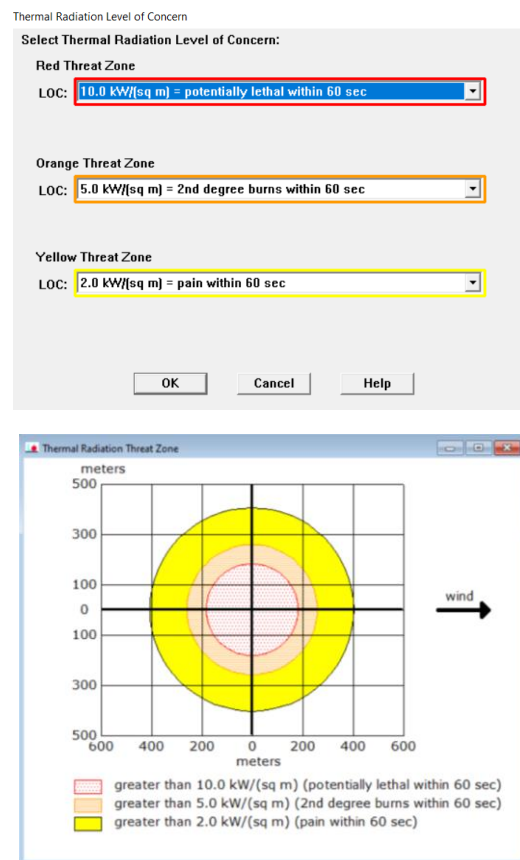 Thermal Radiation Level of Concern
Select Thermal Radiation Level of Concern:
Red Threat Zone
LOC: 10.0 kW/(sq m) = potentially lethal within 60 sec
Orange Threat Zone
LOC: 5.0 kW/(sq m) = 2nd degree burns within 60 sec
Yellow Threat Zone
LOC: 2.0 kW/(sq m) = pain within 60 sec
OK Cancel Help
Thermal Radiation Threat Zone
meters
500
300
100
0
100
300
500
wind
600 400 200 0 200 400 600
meters
greater than 10.0 kW/(sq m) (potentially lethal within 60 sec)
greater than 5.0 kW/(sq m) (2nd degree burns within 60 sec)
greater than 2.0 kW/(sq m) (pain within 60 sec)